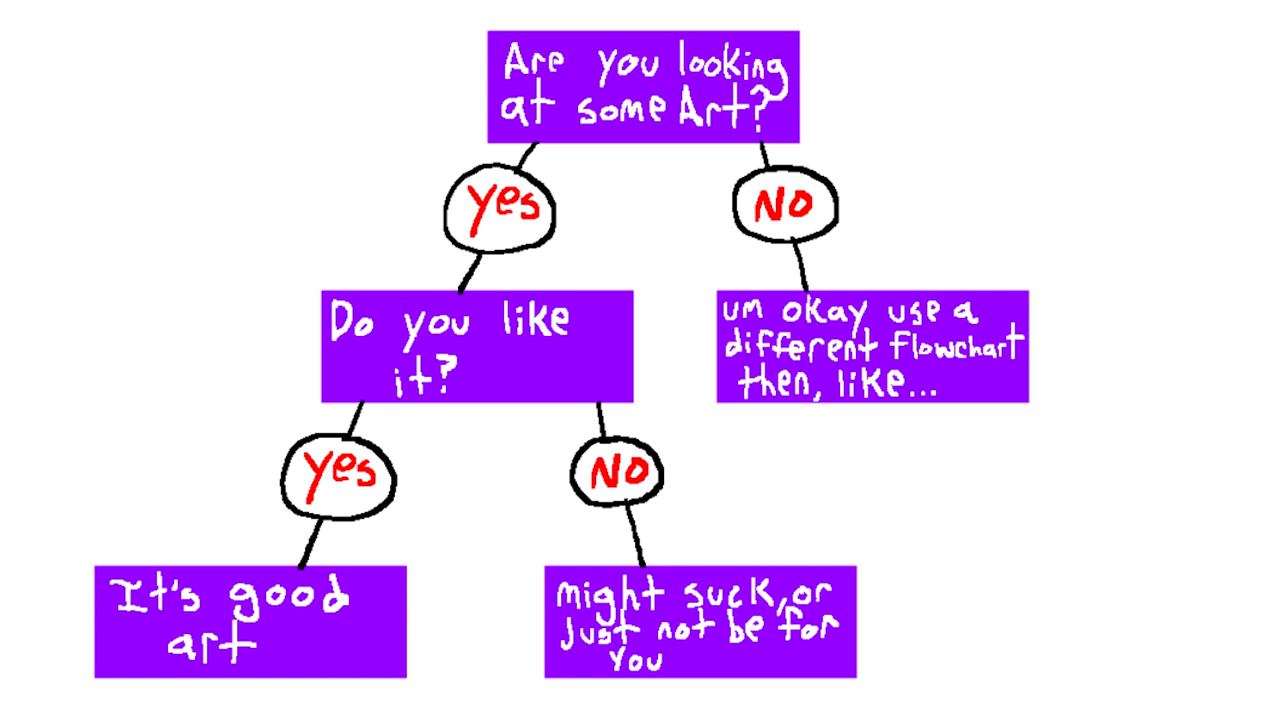 Are you looking
at some Art?
Yes
NO
Do you like
it?
um okay use a
different flowchart
then, like...
Yes
NO
It's good
art
might suck, or
just not be for
you